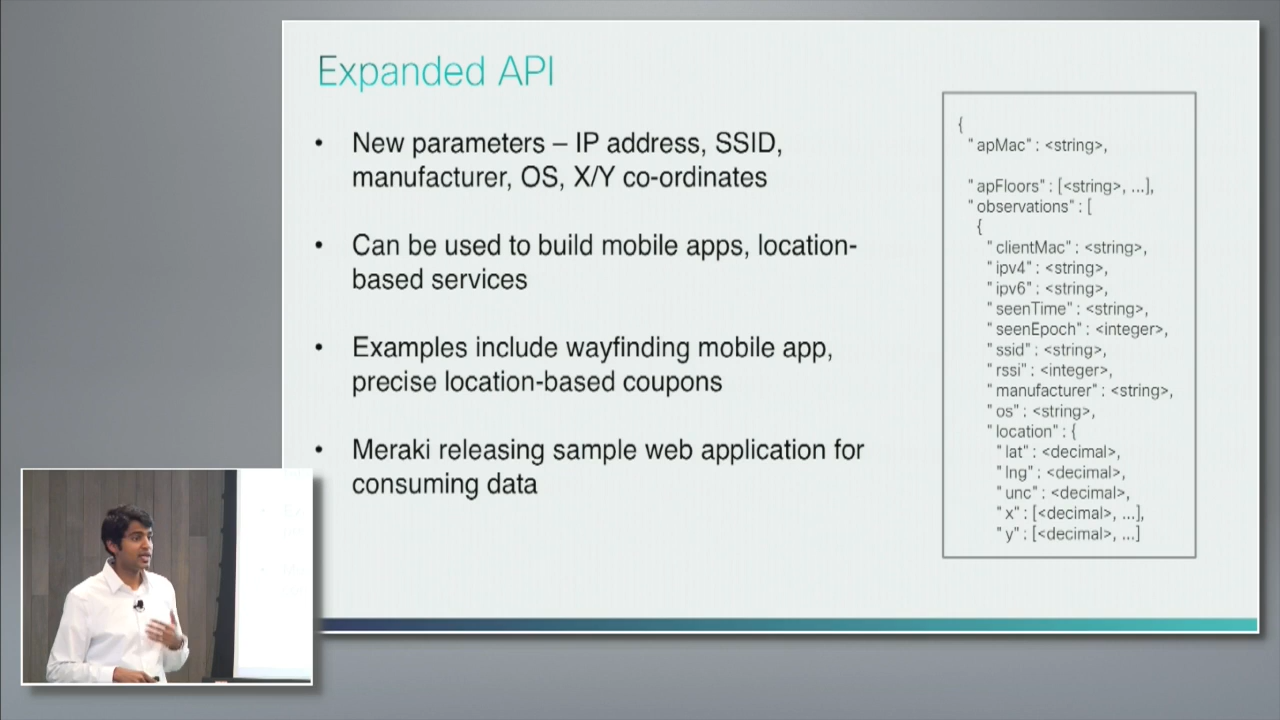 Expanded API
• New parameters – IP address, SSID,
manufacturer, OS, X/Y co-ordinates
• Can be used to build mobile apps, location-
based services
• Examples include wayfinding mobile app,
precise location-based coupons
• Meraki releasing sample web application for
consuming data
{
"apMac" : <string>,
"apFloors" : [<string>, ...],
"observations" : [
{
"clientMac" : <string>,
"ipv4" : <string>,
"ipv6" : <string>,
"seenTime" : <string>,
"seenEpoch" : <integer>,
"ssid" : <string>,
"rssi" : <integer>,
"manufacturer" : <string>,
"os" : <string>,
"location" : {
"lat" : <decimal>,
"lng" : <decimal>,
"unc" : <decimal>,
"x" : [<decimal>, ...],
"y" : [<decimal>, ...]